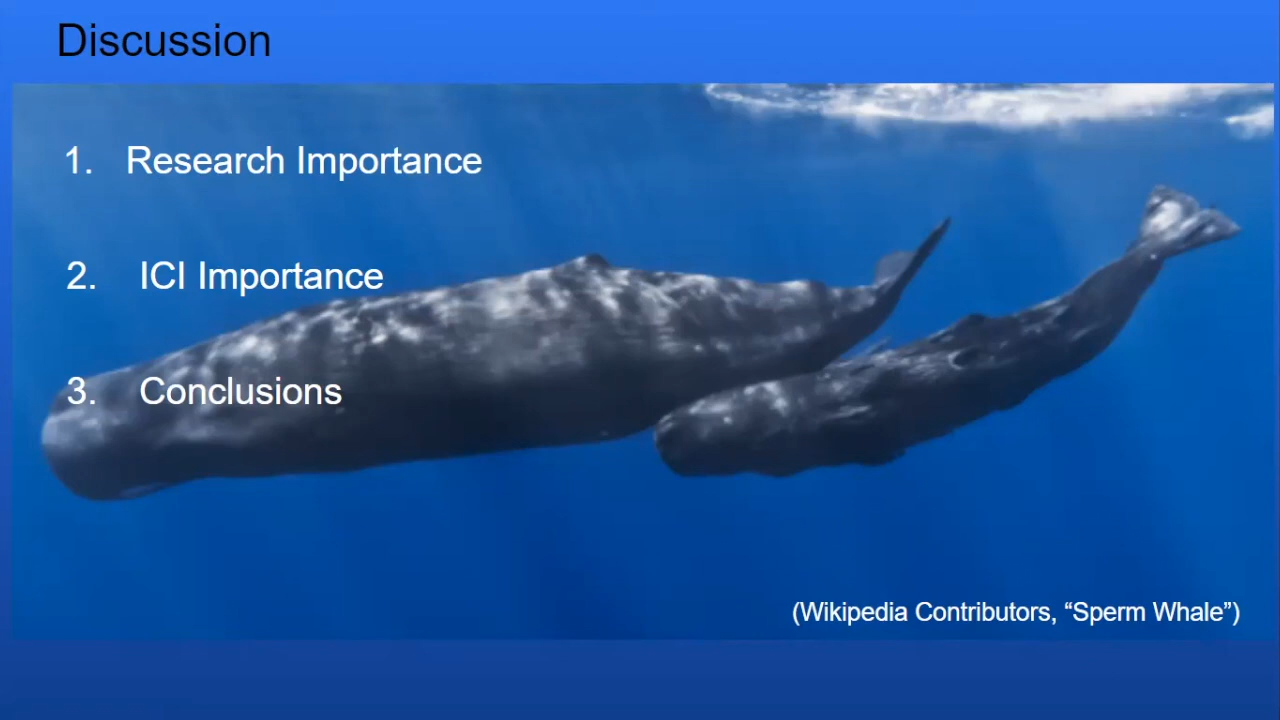 Discussion
1. Research Importance
2. ICI Importance
3. Conclusions
(Wikipedia Contributors, “Sperm Whale”)